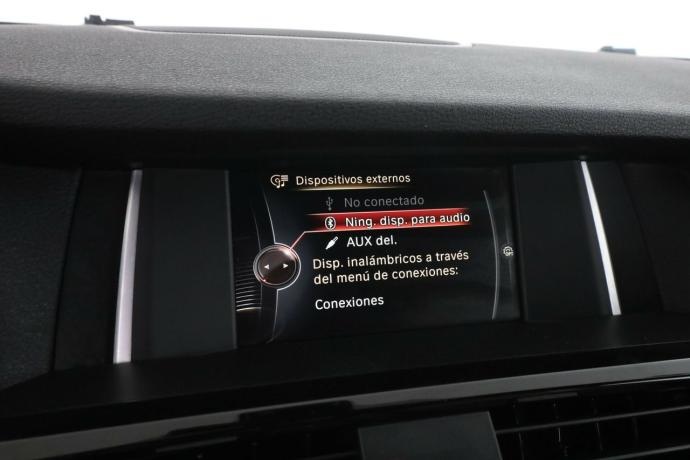 Dispositivos externos
No conectado
Ning. disp. para audio
AUX del.
Disp. inalámbricos a través
del menú de conexiones:
Conexiones